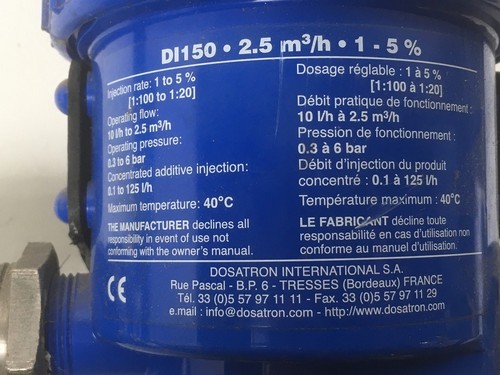 DI150 • 2.5 m³/h • 1 - 5 %
Injection rate: 1 to 5 %
[1:100 to 1:20]
Operating flow:
10 l/h to 2.5 m³/h
Operating pressure:
0.3 to 6 bar
Concentrated additive injection:
0.1 to 125 l/h
Maximum temperature: 40°C
THE MANUFACTURER declines all
responsibility in event of use not
conforming with the owner's manual.
Dosage réglable : 1 à 5 %
[1:100 à 1:20]
Débit pratique de fonctionnement :
10 l/h à 2.5 m³/h
Pression de fonctionnement :
0.3 à 6 bar
Débit d'injection du produit
concentré : 0.1 à 125 l/h
Température maximum : 40°C
LE FABRICANT décline toute
responsabilité en cas d'utilisation non
conforme au manuel d'utilisation.
CE
DOSATRON INTERNATIONAL S.A.
Rue Pascal - B.P. 6 - TRESSES (Bordeaux) FRANCE
Tél. 33 (0)5 57 97 11 11 - Fax. 33 (0)5 57 97 11 29
e.mail : info@dosatron.com - http://www.dosatron.com